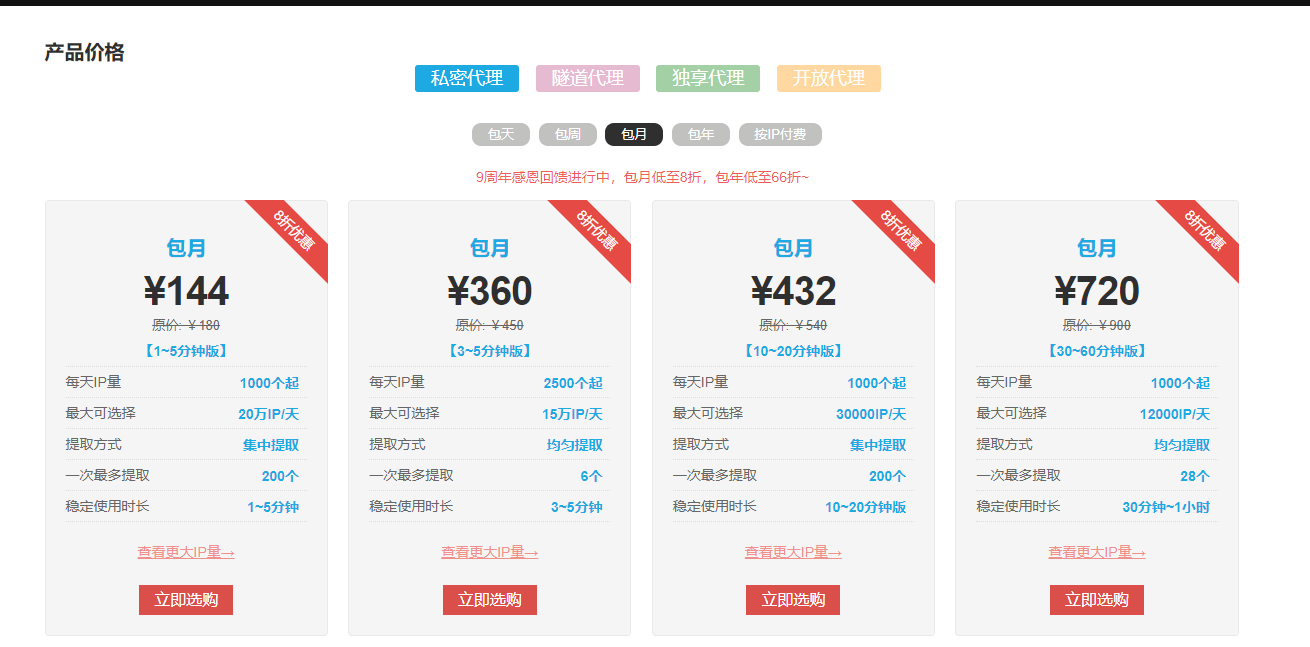 产品价格
私密代理 隧道代理 独享代理 开放代理
包天 包周 包月 包年 按IP付费
9周年感恩回馈进行中，包月低至8折，包年低至66折~
8折优惠 8折优惠 8折优惠 8折优惠
包月 包月 包月 包月
¥144 ¥360 ¥432 ¥720
原价: ￥180 原价: ￥450 原价: ￥540 原价: ￥900
【1~5分钟版】 【3~5分钟版】 【10~20分钟版】 【30~60分钟版】
每天IP量 1000个起 每天IP量 2500个起 每天IP量 1000个起 每天IP量 1000个起
最大可选择 20万IP/天 最大可选择 15万IP/天 最大可选择 30000IP/天 最大可选择 12000IP/天
提取方式 集中提取 提取方式 均匀提取 提取方式 集中提取 提取方式 均匀提取
一次最多提取 200个 一次最多提取 6个 一次最多提取 200个 一次最多提取 28个
稳定使用时长 1~5分钟 稳定使用时长 3~5分钟 稳定使用时长 10~20分钟版 稳定使用时长 30分钟~1小时
查看更大IP量→ 查看更大IP量→ 查看更大IP量→ 查看更大IP量→
立即选购 立即选购 立即选购 立即选购